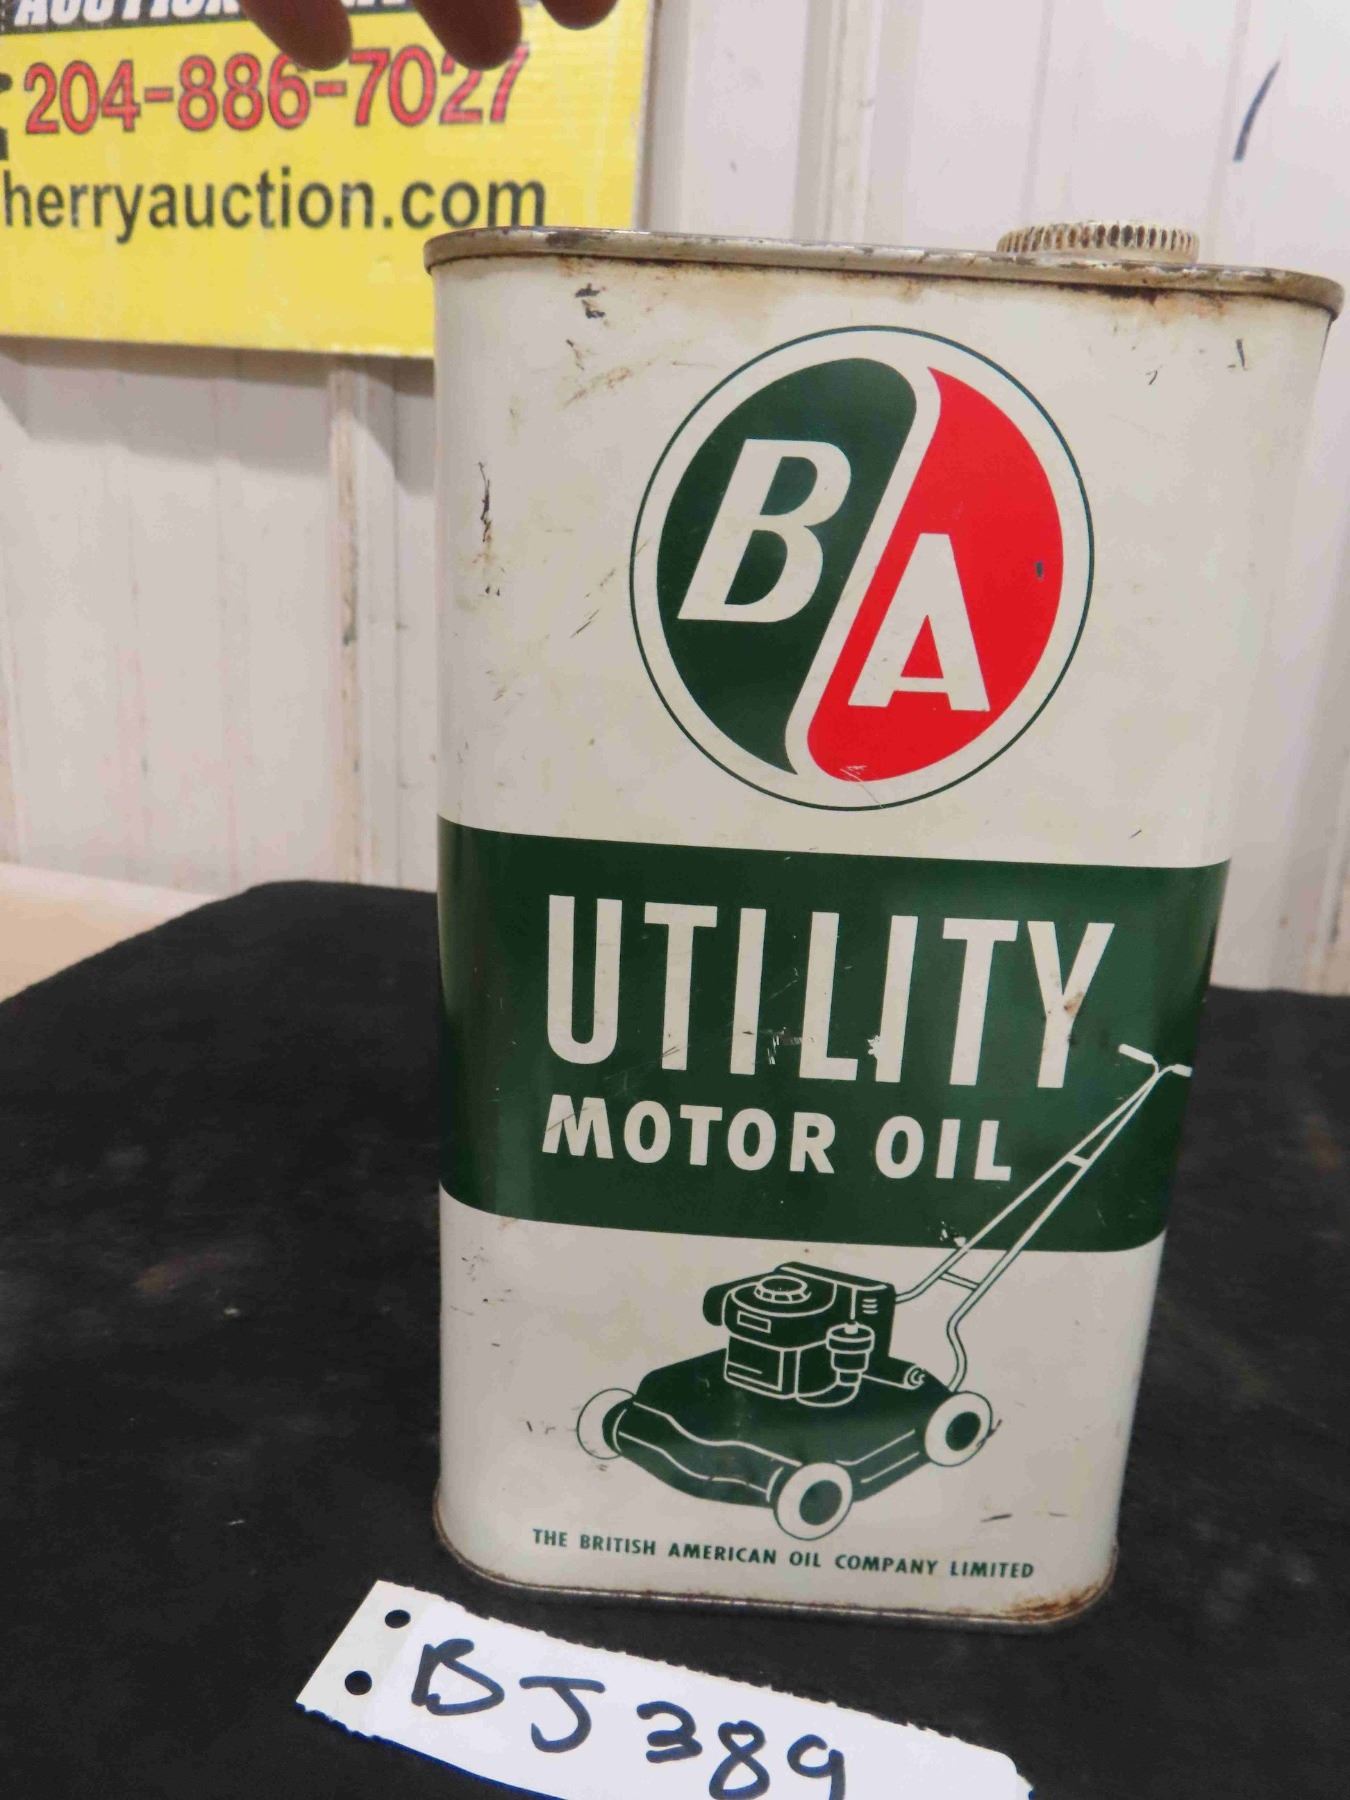 204-886-7027
herryauction.com
BA
UTILITY
MOTOR OIL
THE BRITISH AMERICAN OIL COMPANY LIMITED
BJ389